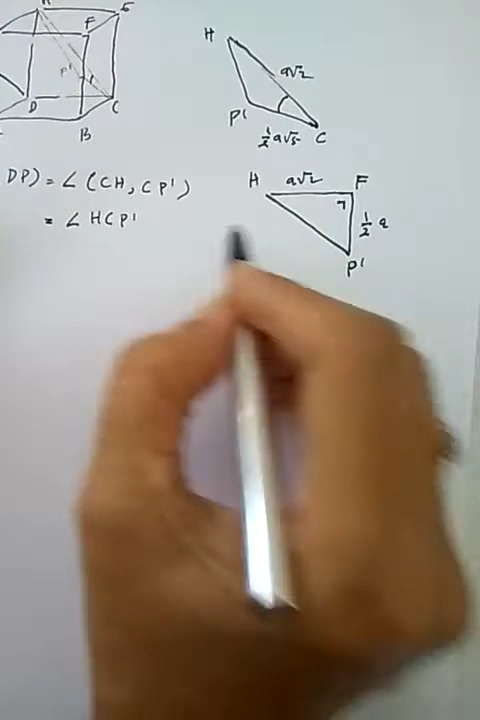 H
G
F
P'
D
C
B
H
a√2
P'
½ a√5
C
DP) = ∠ (CH, CP')
= ∠ HCP'
H
a√2
F
½ a
P'